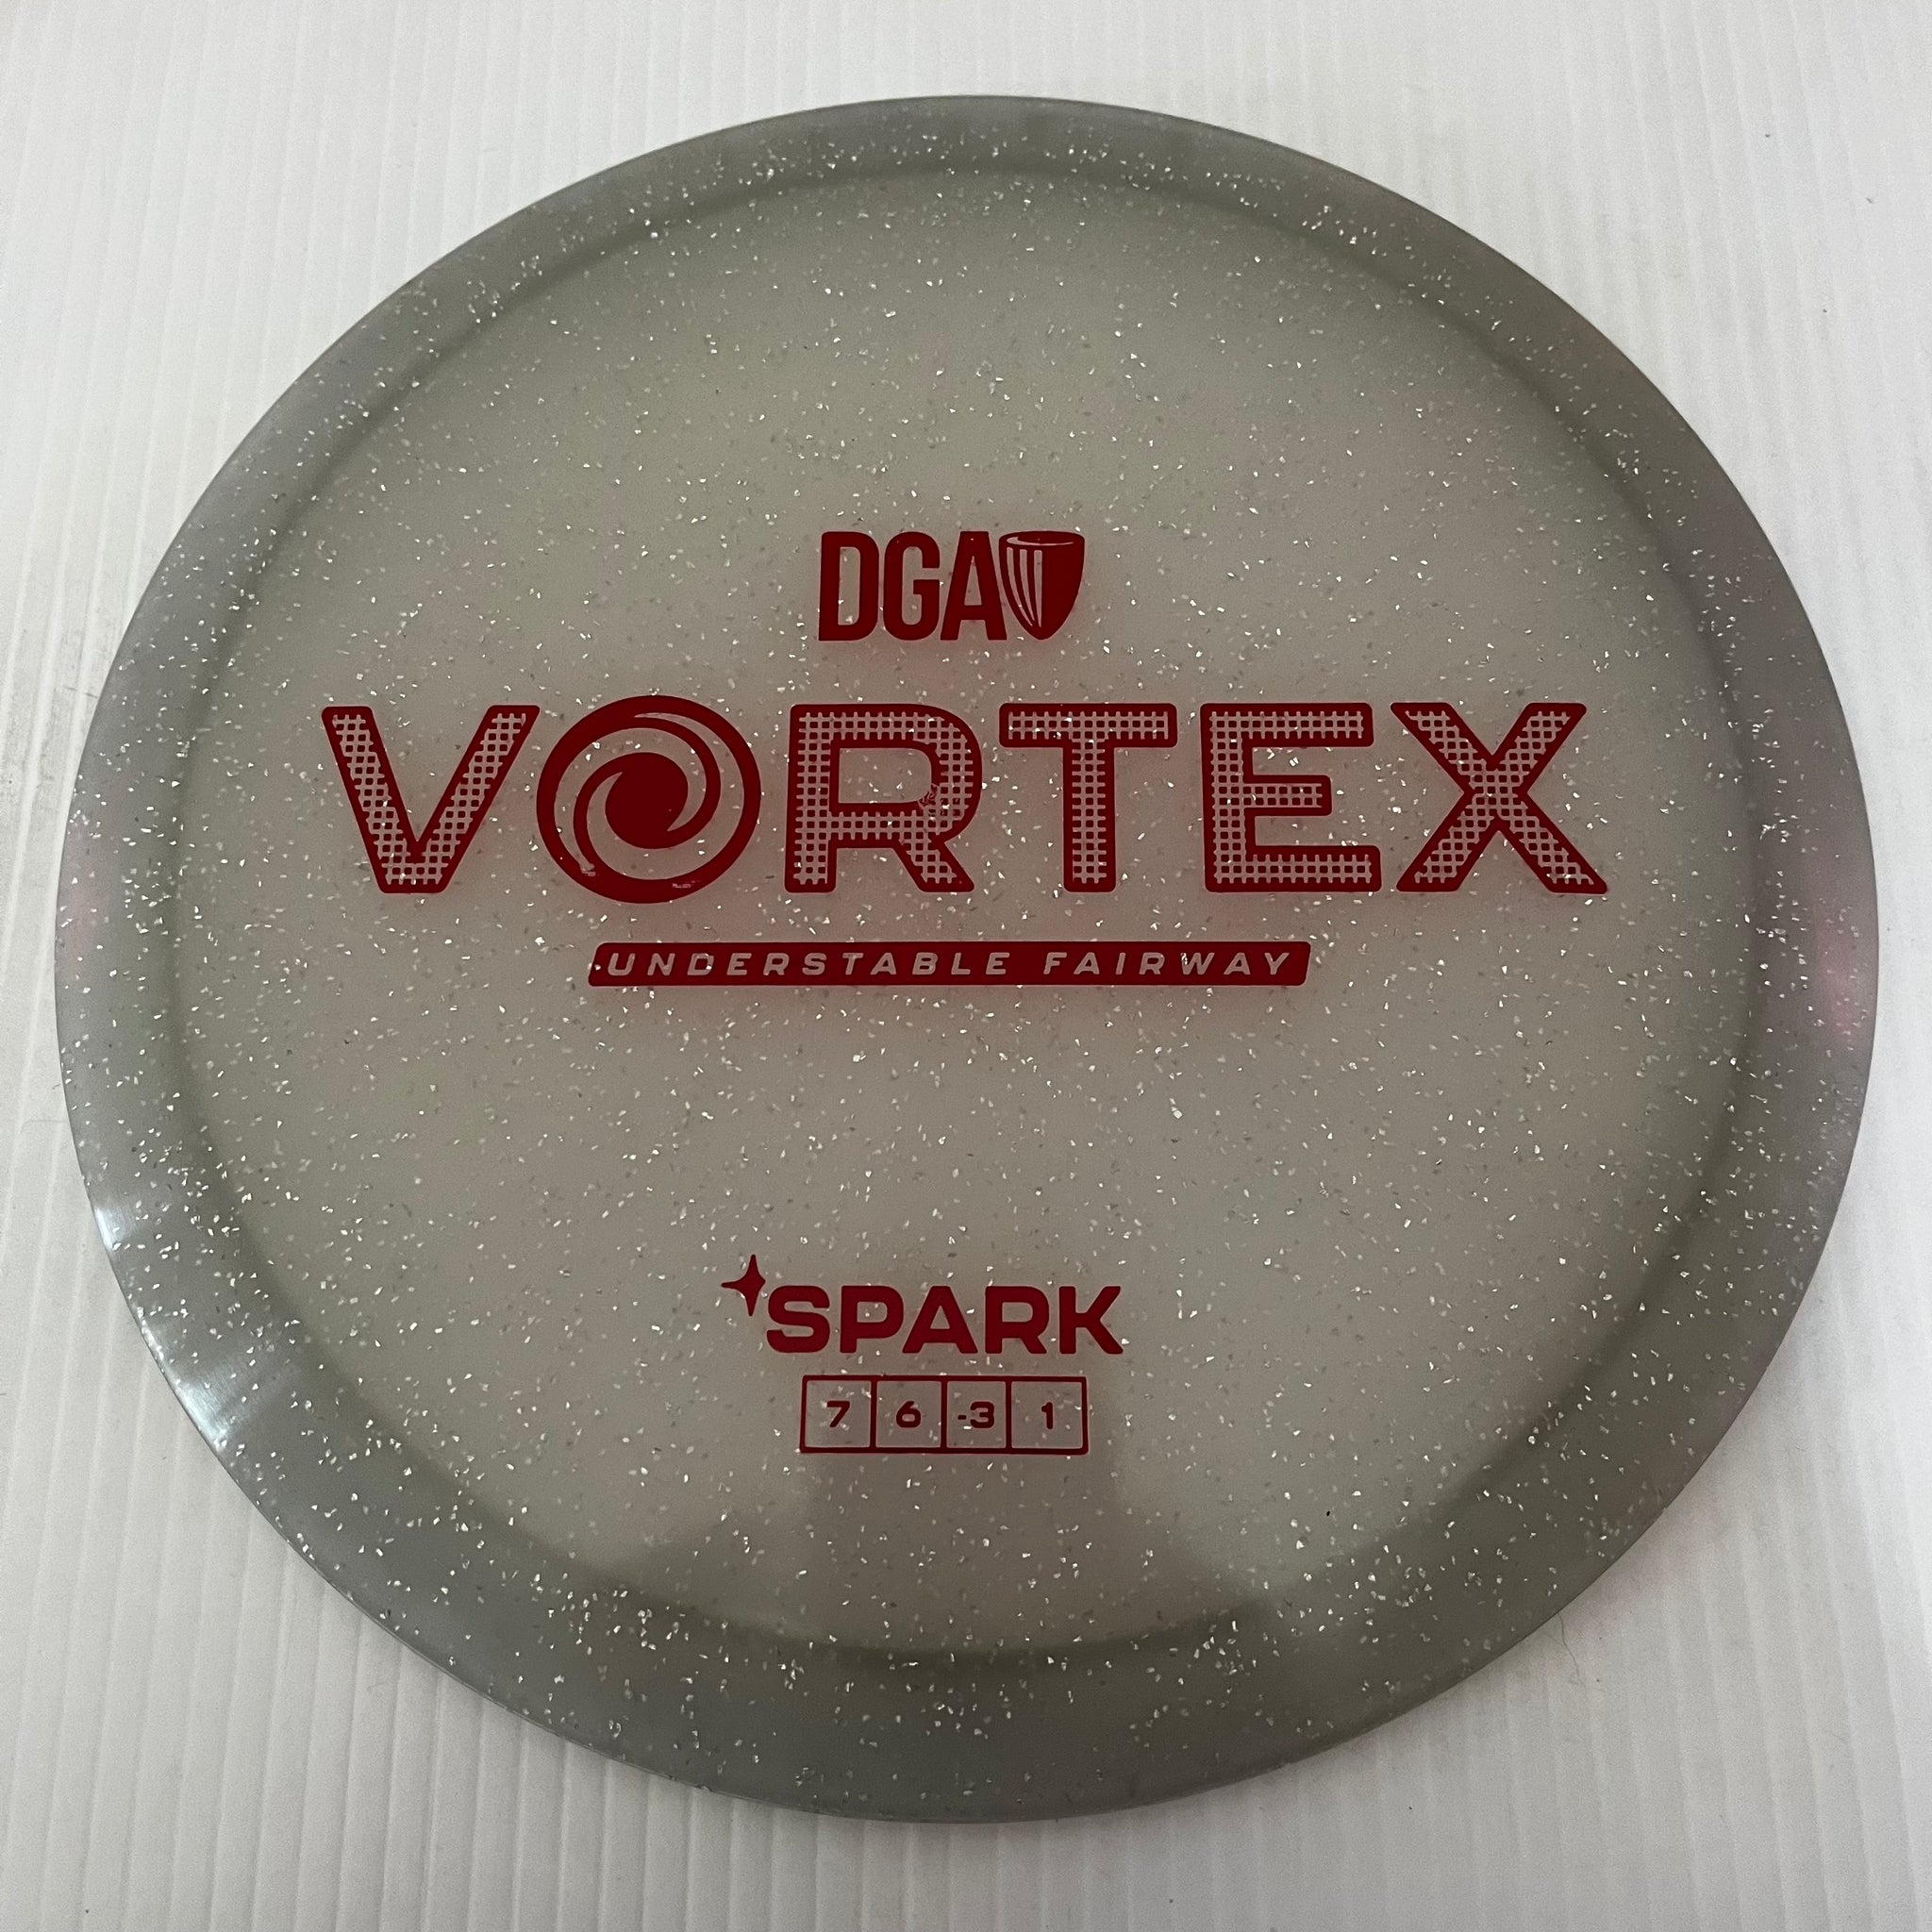 DGA
VORTEX
UNDERSTABLE FAIRWAY
SPARK
7 6 -3 1